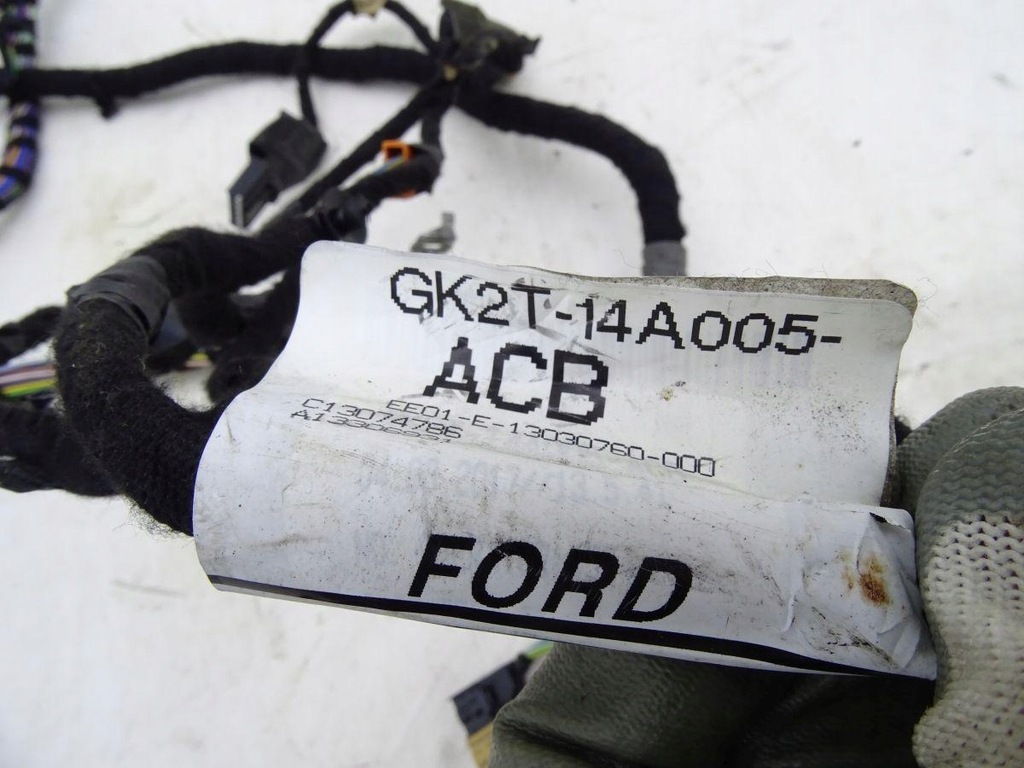 GK2T-14A005-
ACB
EE01-E-13030760-000
C13074786
FORD